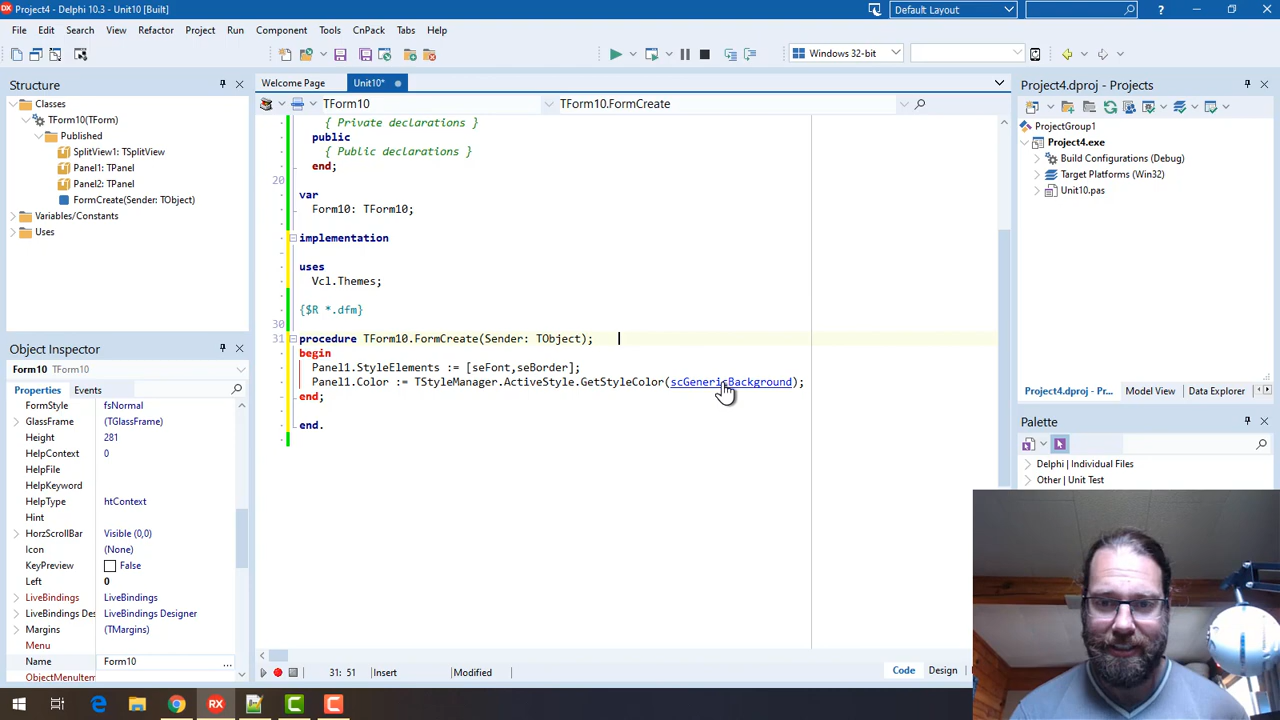 Project4 - Delphi 10.3 - Unit10 [Built]
Default Layout
File Edit Search View Refactor Project Run Component Tools CnPack Tabs Help
Windows 32-bit
Structure
Classes
TForm10(TForm)
Published
SplitView1: TSplitView
Panel1: TPanel
Panel2: TPanel
FormCreate(Sender: TObject)
Variables/Constants
Uses
Object Inspector
Form10
Properties Events
FormStyle fsNormal
GlassFrame (TGlassFrame)
Height 281
HelpContext 0
HelpFile
HelpKeyword
HelpType htContext
Hint
HorzScrollBar Visible (0,0)
Icon (None)
KeyPreview False
Left 0
LiveBindings LiveBindings
LiveBindings Des LiveBindings Designer
Margins (TMargins)
Menu
Name Form10
ObjectMenuItem
Welcome Page Unit10*
TForm10 TForm10.FormCreate
{ Private declarations }
public
{ Public declarations }
end;
20
var
Form10: TForm10;
implementation
uses
Vcl.Themes;
{$R *.dfm}
30
31 procedure TForm10.FormCreate(Sender: TObject);
begin
Panel1.StyleElements := [seFont,seBorder];
Panel1.Color := TStyleManager.ActiveStyle.GetStyleColor(scGenericBackground);
end;
end.
31: 51 Insert Modified
Code Design
Project4.dproj - Projects
ProjectGroup1
Project4.exe
Build Configurations (Debug)
Target Platforms (Win32)
Unit10.pas
Project4.dproj - Pr... Model View Data Explorer
Palette
Delphi | Individual Files
Other | Unit Test